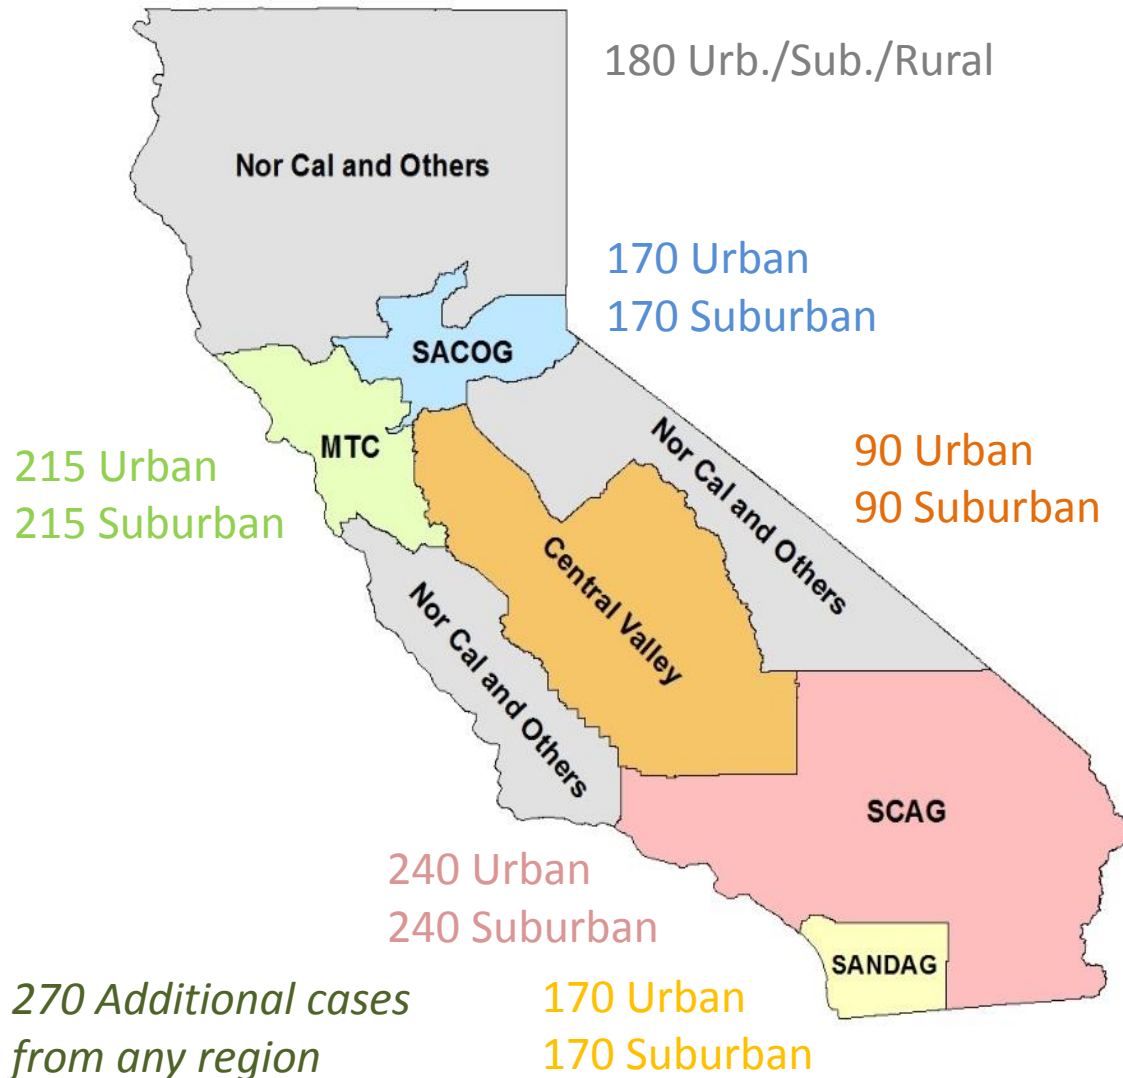 180 Urb./Sub./Rural
Nor Cal and Others
170 Urban
170 Suburban
SACOG
MTC
215 Urban
215 Suburban
Nor Cal and Others
90 Urban
90 Suburban
Central Valley
Nor Cal and Others
SCAG
240 Urban
240 Suburban
SANDAG
270 Additional cases
from any region
170 Urban
170 Suburban